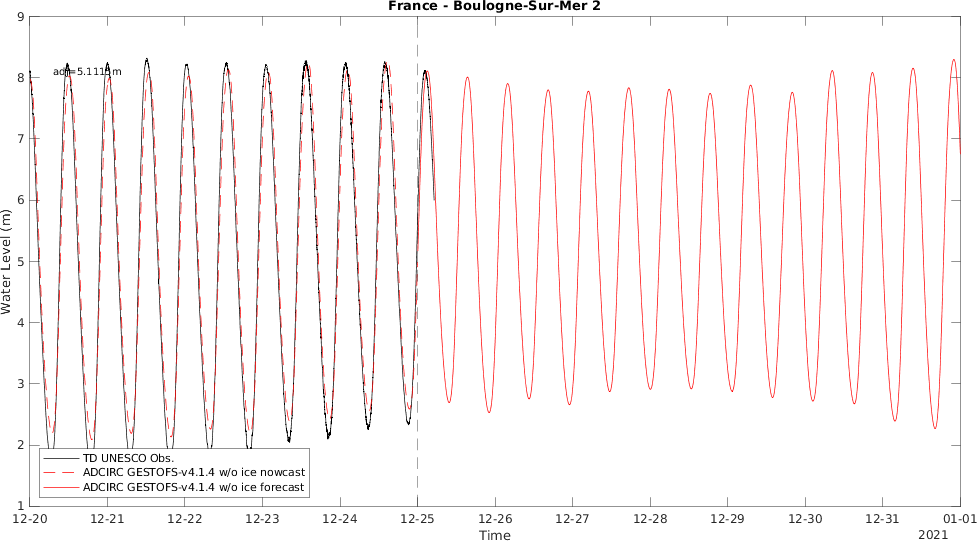 France - Boulogne-Sur-Mer 2
9
8
7
6
5
4
3
2
1
Water Level (m)
adj=5.1115m
TD UNESCO Obs.
ADCIRC GESTOFS-v4.1.4 w/o ice nowcast
ADCIRC GESTOFS-v4.1.4 w/o ice forecast
12-20 12-21 12-22 12-23 12-24 12-25 12-26 12-27 12-28 12-29 12-30 12-31 01-01
Time
2021